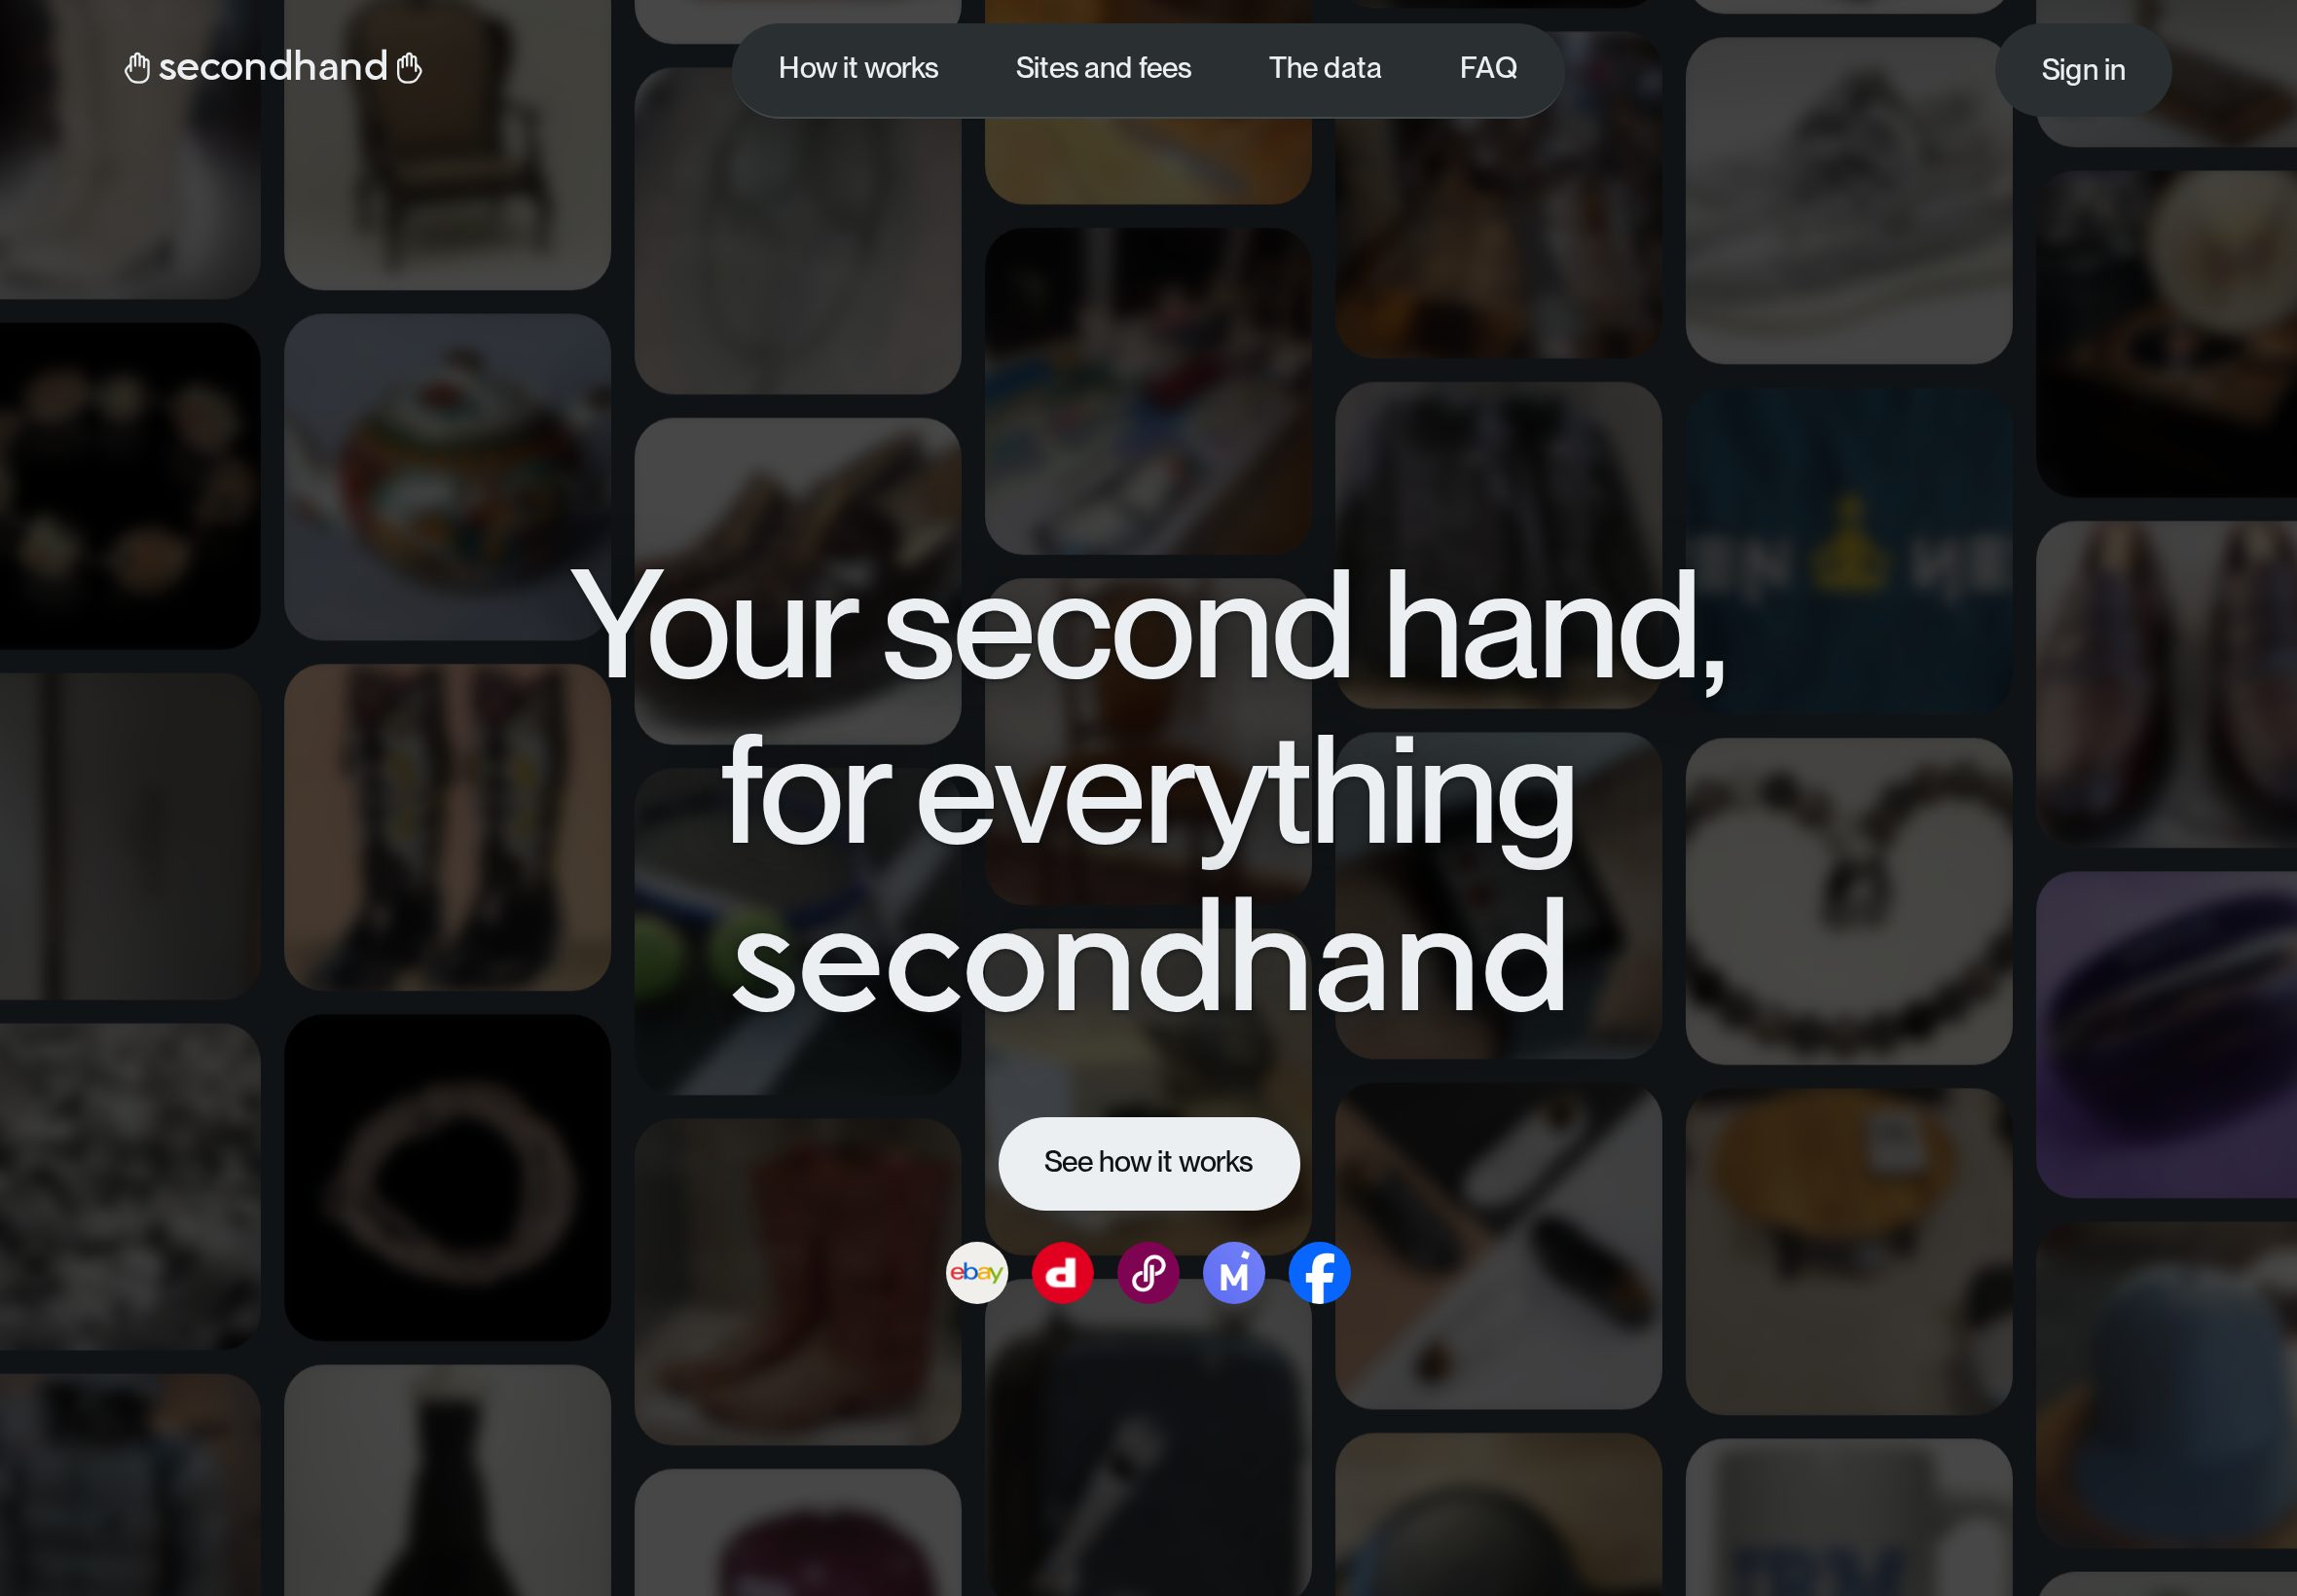 secondhand
How it works
Sites and fees
The data
FAQ
Sign in
Your second hand,
for everything
secondhand
See how it works
ebay
IBM